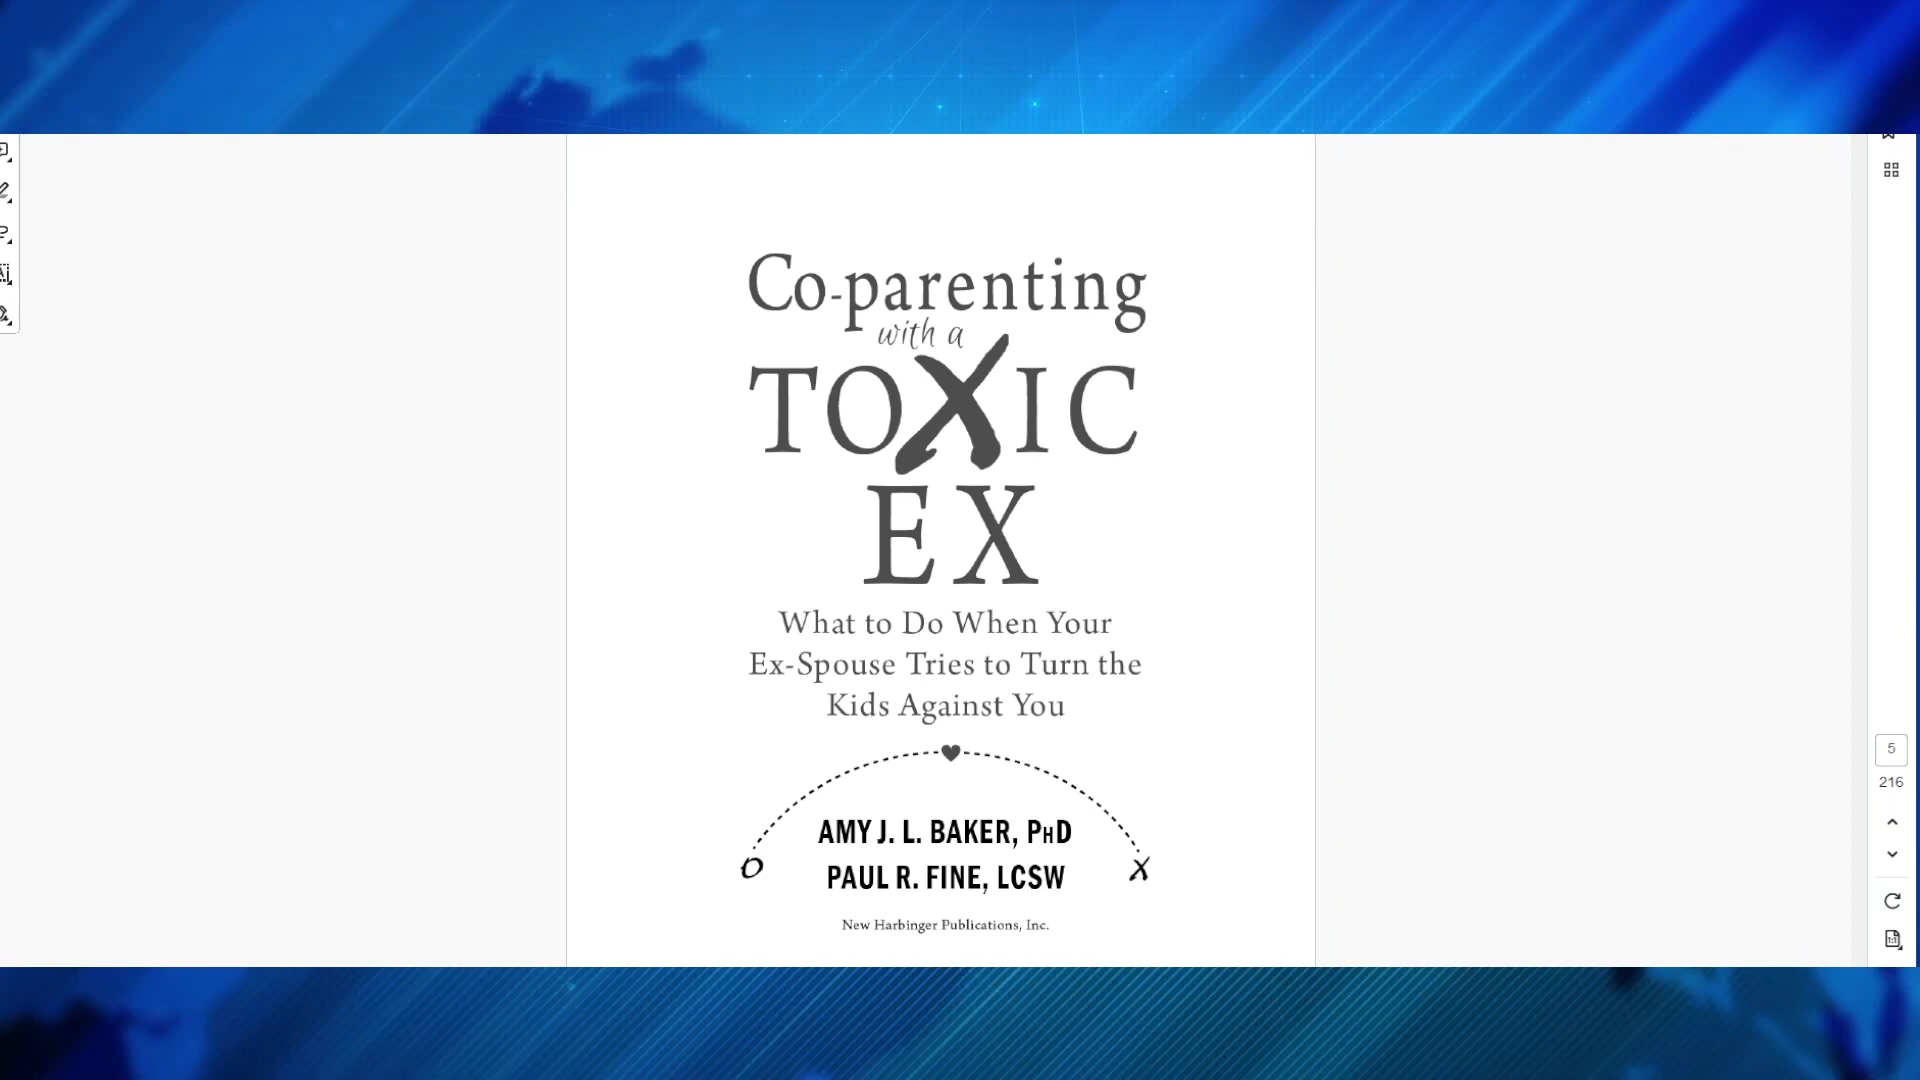 Co-parenting
with a
TOXIC
EX
What to Do When Your
Ex-Spouse Tries to Turn the
Kids Against You
O
X
AMY J. L. BAKER, PHD
PAUL R. FINE, LCSW
New Harbinger Publications, Inc.
5
216